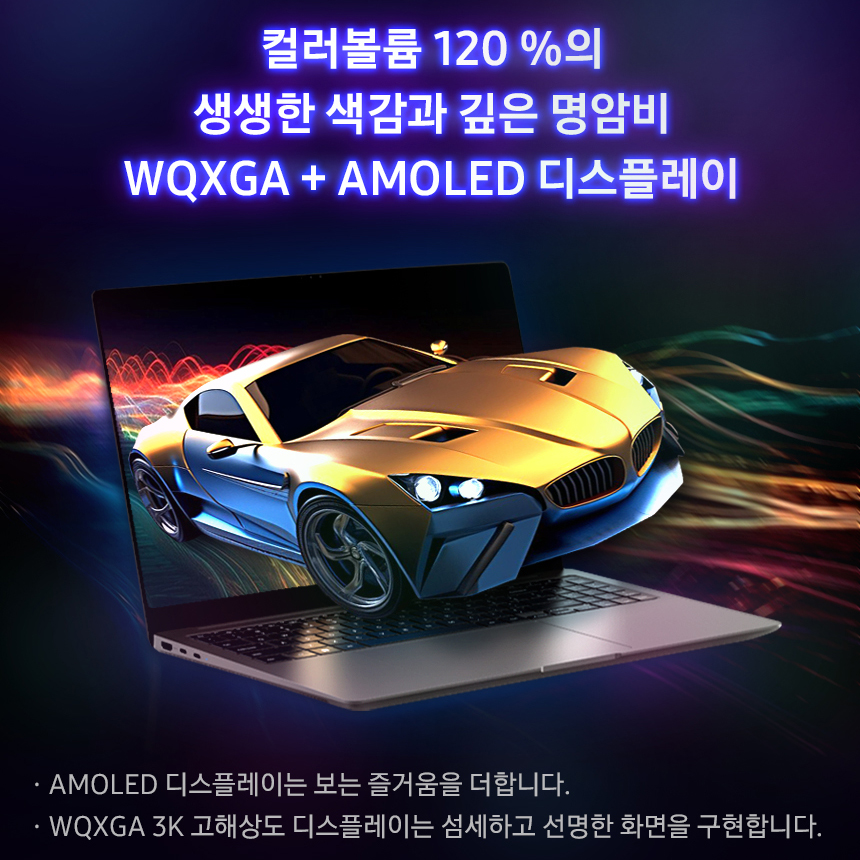 컬러볼륨 120 %의
생생한 색감과 깊은 명암비
WQXGA + AMOLED 디스플레이
· AMOLED 디스플레이는 보는 즐거움을 더합니다.
· WQXGA 3K 고해상도 디스플레이는 섬세하고 선명한 화면을 구현합니다.